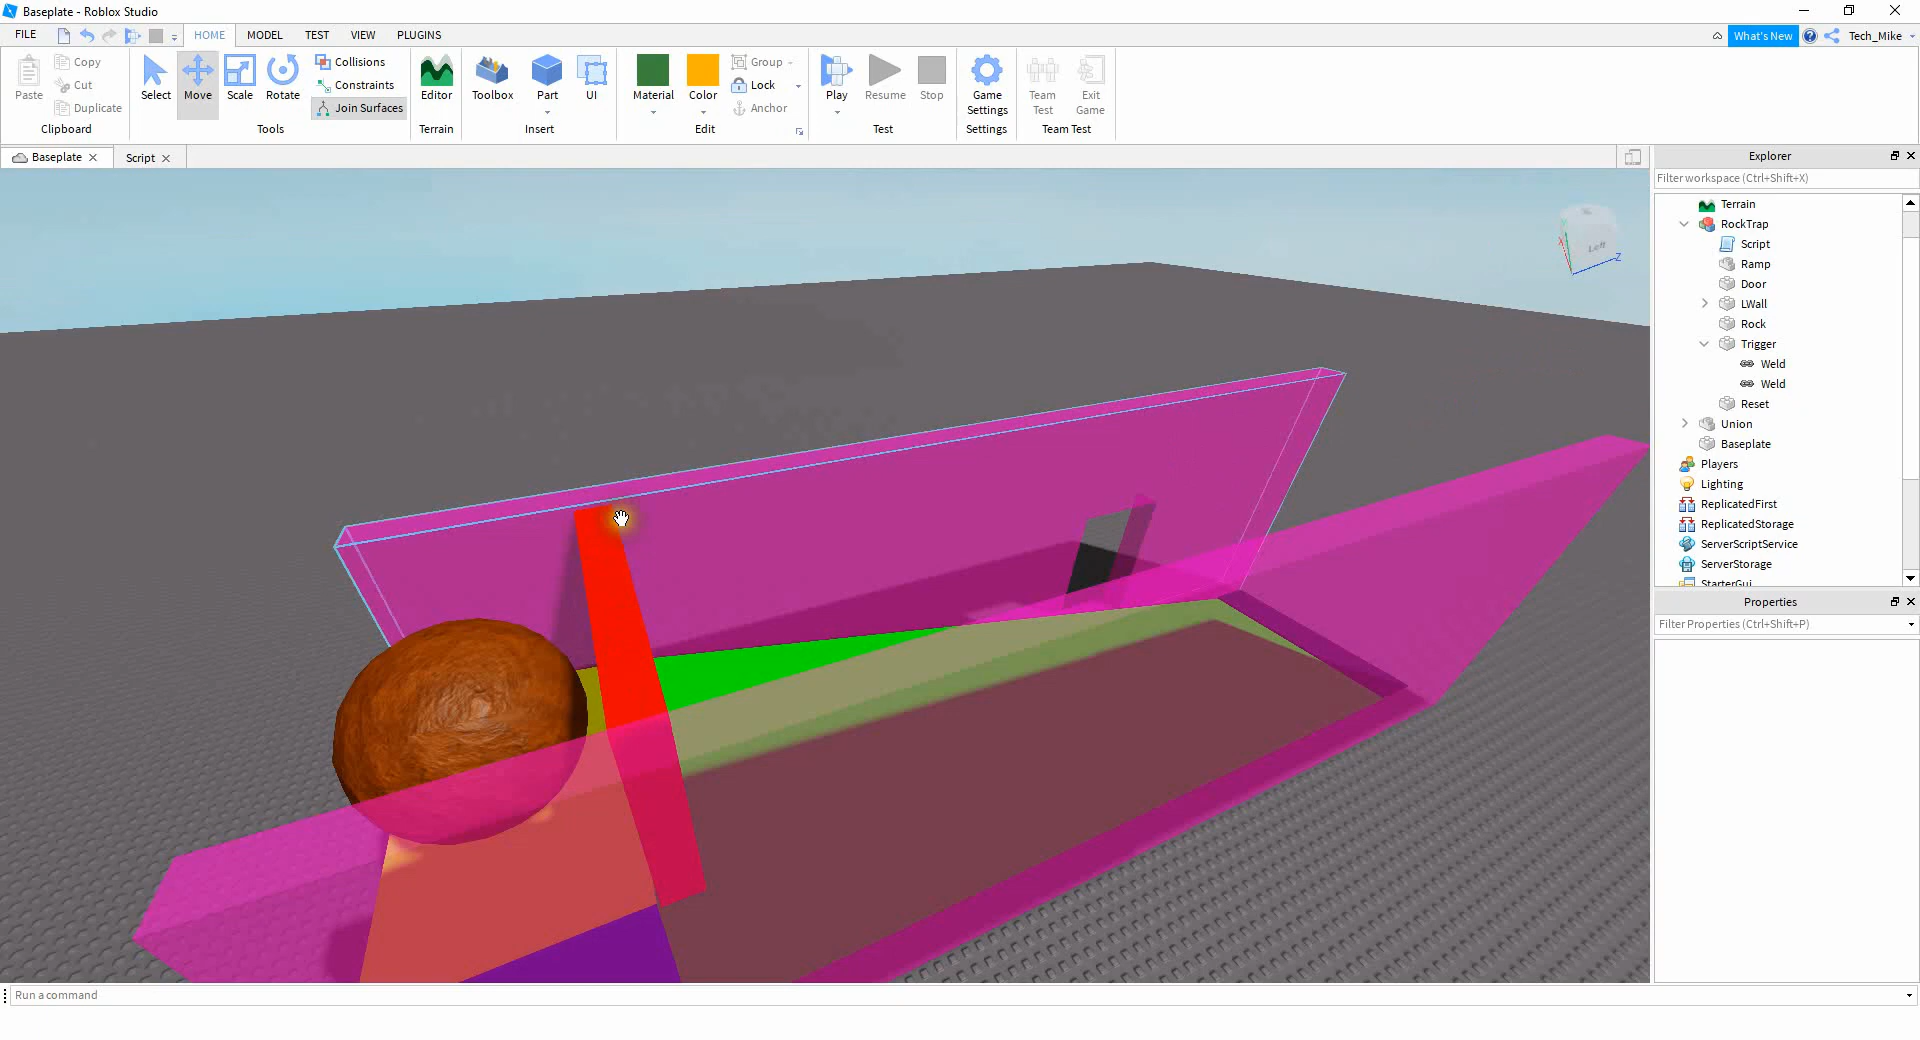 Baseplate - Roblox Studio
FILE HOME MODEL TEST VIEW PLUGINS What's New Tech_Mike
Paste Copy Cut Duplicate Clipboard
Select Move Scale Rotate Collisions Constraints Join Surfaces Tools
Editor Terrain
Toolbox Part UI Insert
Material Color Group Lock Anchor Edit
Play Resume Stop Test
Game Settings Settings
Team Test Exit Game Team Test
Baseplate Script
Left
X
Z
Explorer
Filter workspace (Ctrl+Shift+X)
Terrain
RockTrap
Script
Ramp
Door
LWall
Rock
Trigger
Weld
Weld
Reset
Union
Baseplate
Players
Lighting
ReplicatedFirst
ReplicatedStorage
ServerScriptService
ServerStorage
StarterGui
Properties
Filter Properties (Ctrl+Shift+P)
Run a command